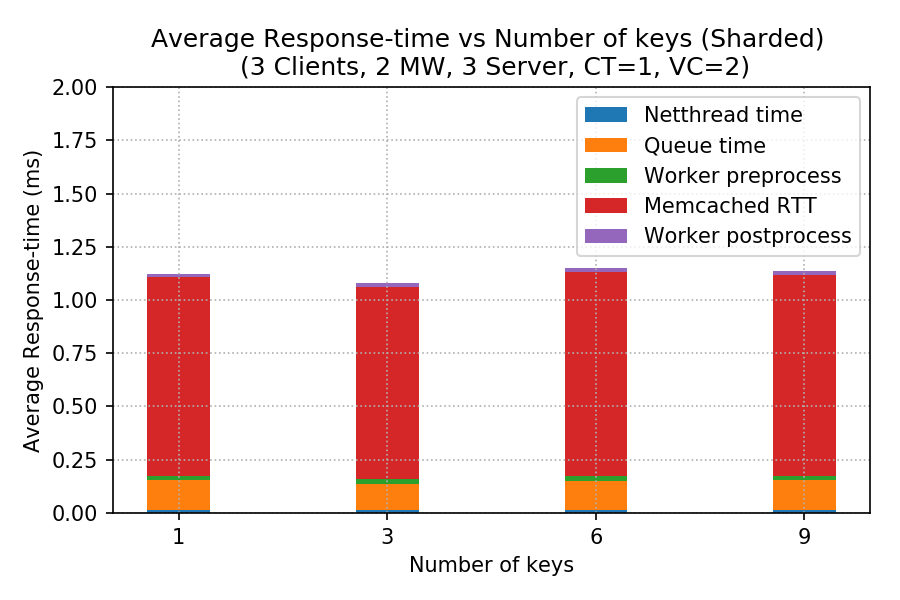 Average Response-time vs Number of keys (Sharded)
(3 Clients, 2 MW, 3 Server, CT=1, VC=2)
Average Response-time (ms)
2.00
1.75
1.50
1.25
1.00
0.75
0.50
0.25
0.00
Netthread time
Queue time
Worker preprocess
Memcached RTT
Worker postprocess
1 3 6 9
Number of keys